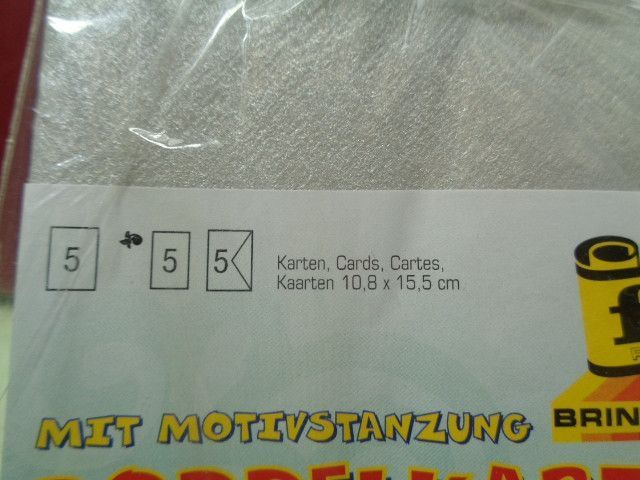 5 5 5
Karten, Cards, Cartes,
Kaarten 10,8 x 15,5 cm
MIT MOTIVSTANZUNG
f
BRIN